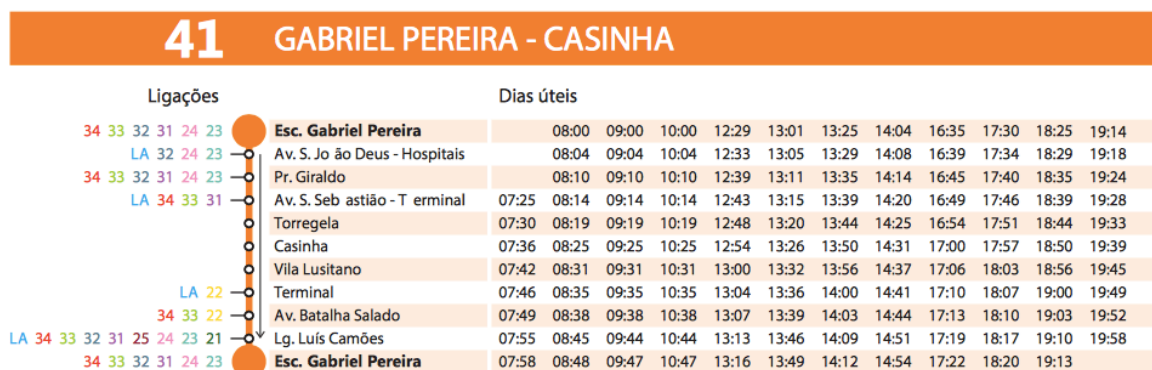 41 GABRIEL PEREIRA - CASINHA
Ligações Dias úteis
34 33 32 31 24 23 Esc. Gabriel Pereira 08:00 09:00 10:00 12:29 13:01 13:25 14:04 16:35 17:30 18:25 19:14
LA 32 24 23 Av. S. Jo ão Deus - Hospitais 08:04 09:04 10:04 12:33 13:05 13:29 14:08 16:39 17:34 18:29 19:18
34 33 32 31 24 23 Pr. Giraldo 08:10 09:10 10:10 12:39 13:11 13:35 14:14 16:45 17:40 18:35 19:24
LA 34 33 31 Av. S. Seb astião - T erminal 07:25 08:14 09:14 10:14 12:43 13:15 13:39 14:20 16:49 17:46 18:39 19:28
Torregela 07:30 08:19 09:19 10:19 12:48 13:20 13:44 14:25 16:54 17:51 18:44 19:33
Casinha 07:36 08:25 09:25 10:25 12:54 13:26 13:50 14:31 17:00 17:57 18:50 19:39
Vila Lusitano 07:42 08:31 09:31 10:31 13:00 13:32 13:56 14:37 17:06 18:03 18:56 19:45
LA 22 Terminal 07:46 08:35 09:35 10:35 13:04 13:36 14:00 14:41 17:10 18:07 19:00 19:49
34 33 22 Av. Batalha Salado 07:49 08:38 09:38 10:38 13:07 13:39 14:03 14:44 17:13 18:10 19:03 19:52
LA 34 33 32 31 25 24 23 21 Lg. Luís Camões 07:55 08:45 09:44 10:44 13:13 13:46 14:09 14:51 17:19 18:17 19:10 19:58
34 33 32 31 24 23 Esc. Gabriel Pereira 07:58 08:48 09:47 10:47 13:16 13:49 14:12 14:54 17:22 18:20 19:13